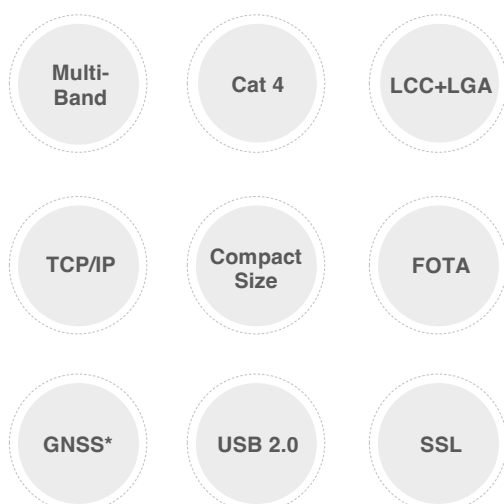 Multi-
Band
Cat 4
LCC+LGA
TCP/IP
Compact
Size
FOTA
GNSS*
USB 2.0
SSL